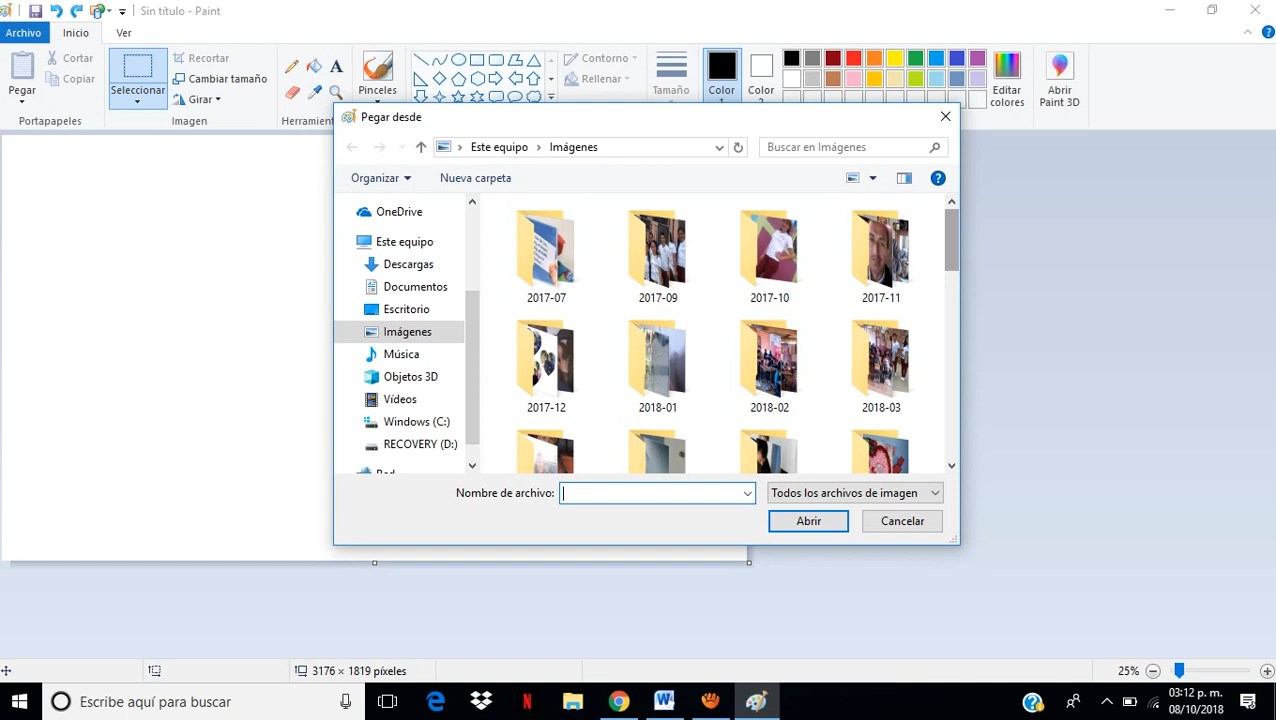 Sin título - Paint
Archivo Inicio Ver
Pegar
Cortar
Copiar
Portapapeles
Seleccionar
Recortar
Cambiar tamaño
Girar
Imagen
Pinceles
Contorno
Rellenar
Tamaño
Color
1
Color
Editar
colores
Abrir
Paint 3D
Pegar desde
Este equipo Imágenes
Buscar en Imágenes
Organizar Nueva carpeta
OneDrive
Este equipo
Descargas
Documentos
Escritorio
Imágenes
Música
Objetos 3D
Vídeos
Windows (C:)
RECOVERY (D:)
2017-07 2017-09 2017-10 2017-11
2017-12 2018-01 2018-02 2018-03
Nombre de archivo:
Todos los archivos de imagen
Abrir Cancelar
3176 × 1819 píxeles
25%
Escribe aquí para buscar
03:12 p. m.
08/10/2018